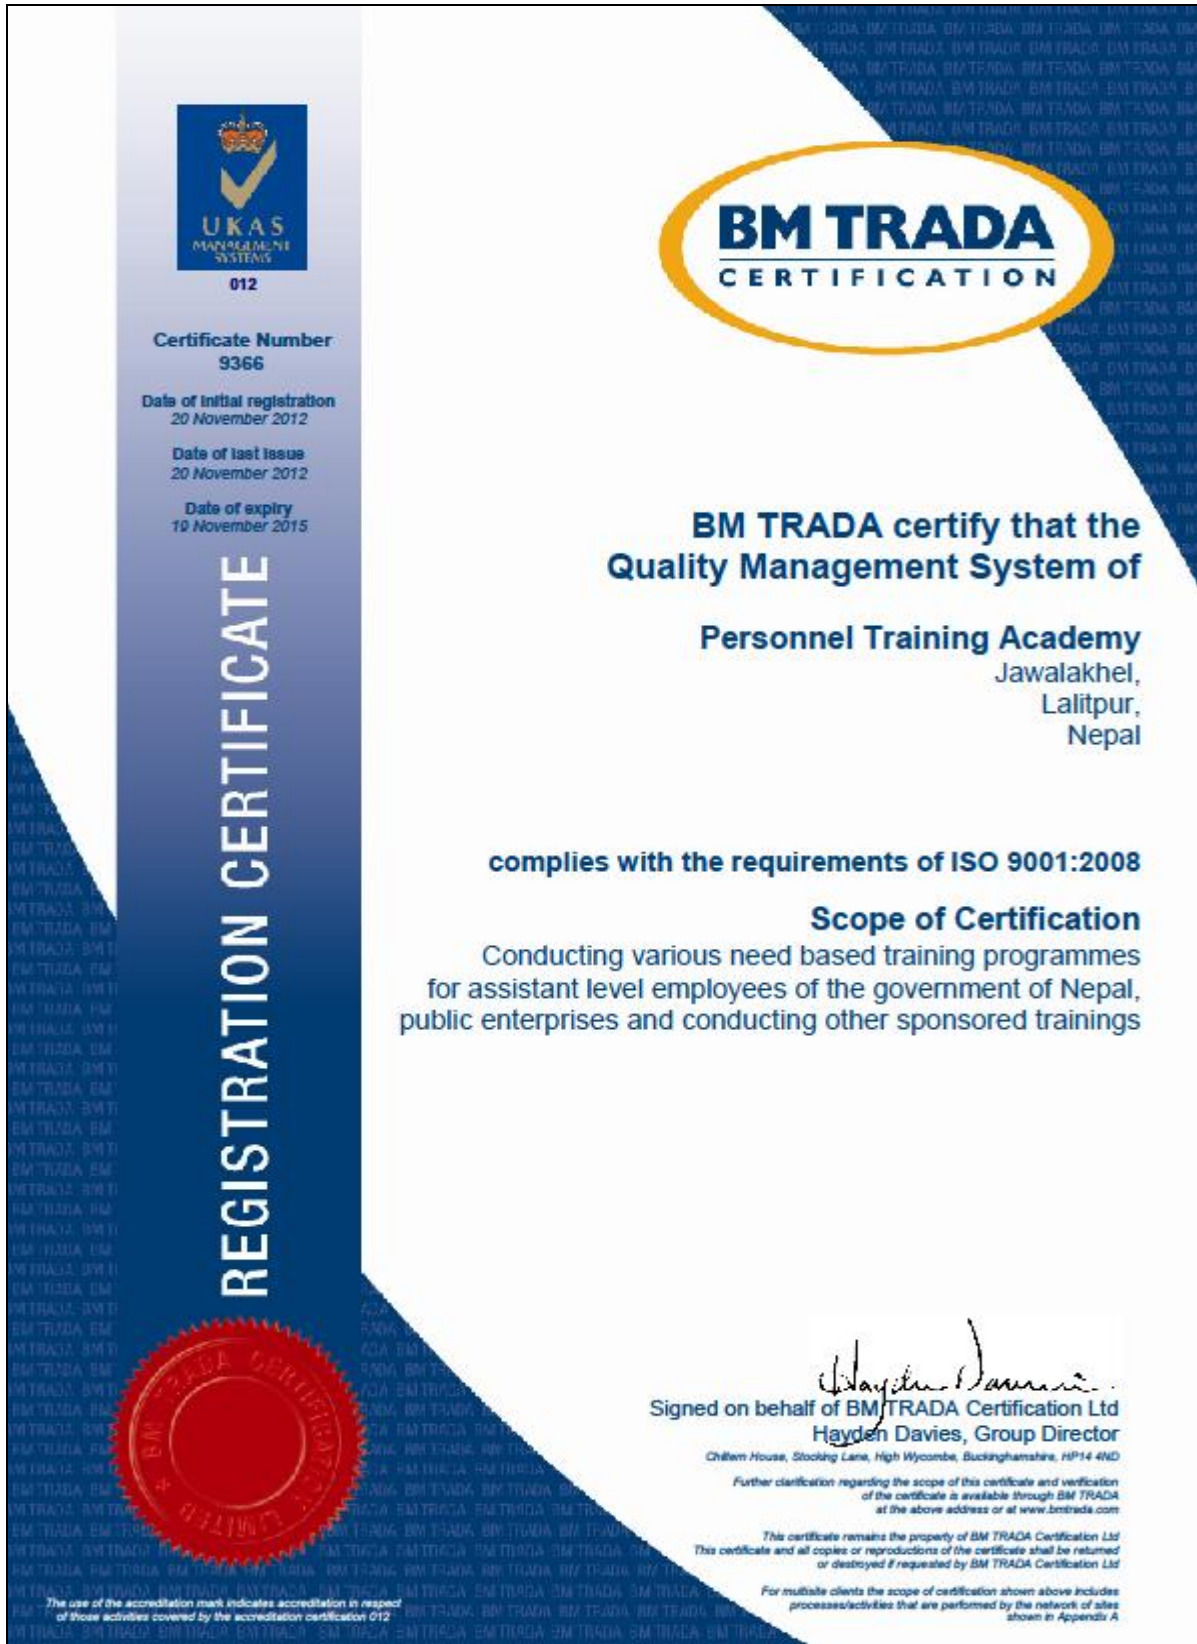 UKAS
MANAGEMENT
SYSTEMS
012
Certificate Number
9366
Date of initial registration
20 November 2012
Date of last issue
20 November 2012
Date of expiry
19 November 2015
REGISTRATION CERTIFICATE
BM TRADA
CERTIFICATION
BM TRADA certify that the
Quality Management System of
Personnel Training Academy
Jawalakhel,
Lalitpur,
Nepal
complies with the requirements of ISO 9001:2008
Scope of Certification
Conducting various need based training programmes
for assistant level employees of the government of Nepal,
public enterprises and conducting other sponsored trainings
Signed on behalf of BM TRADA Certification Ltd
Hayden Davies, Group Director
Chiltern House, Stocking Lane, High Wycombe, Buckinghamshire, HP14 4ND
Further clarification regarding the scope of this certificate and verification
of the certificate is available through BM TRADA
at the above address or at www.bmtrada.com
This certificate remains the property of BM TRADA Certification Ltd
This certificate and all copies or reproductions of the certificate shall be returned
or destroyed if requested by BM TRADA Certification Ltd
For multisite clients the scope of certification shown above includes
processes/activities that are performed by the network of sites
shown in Appendix A
BM TRADA CERTIFICATION LIMITED
The use of the accreditation mark indicates accreditation in respect
of those activities covered by the accreditation certification 012